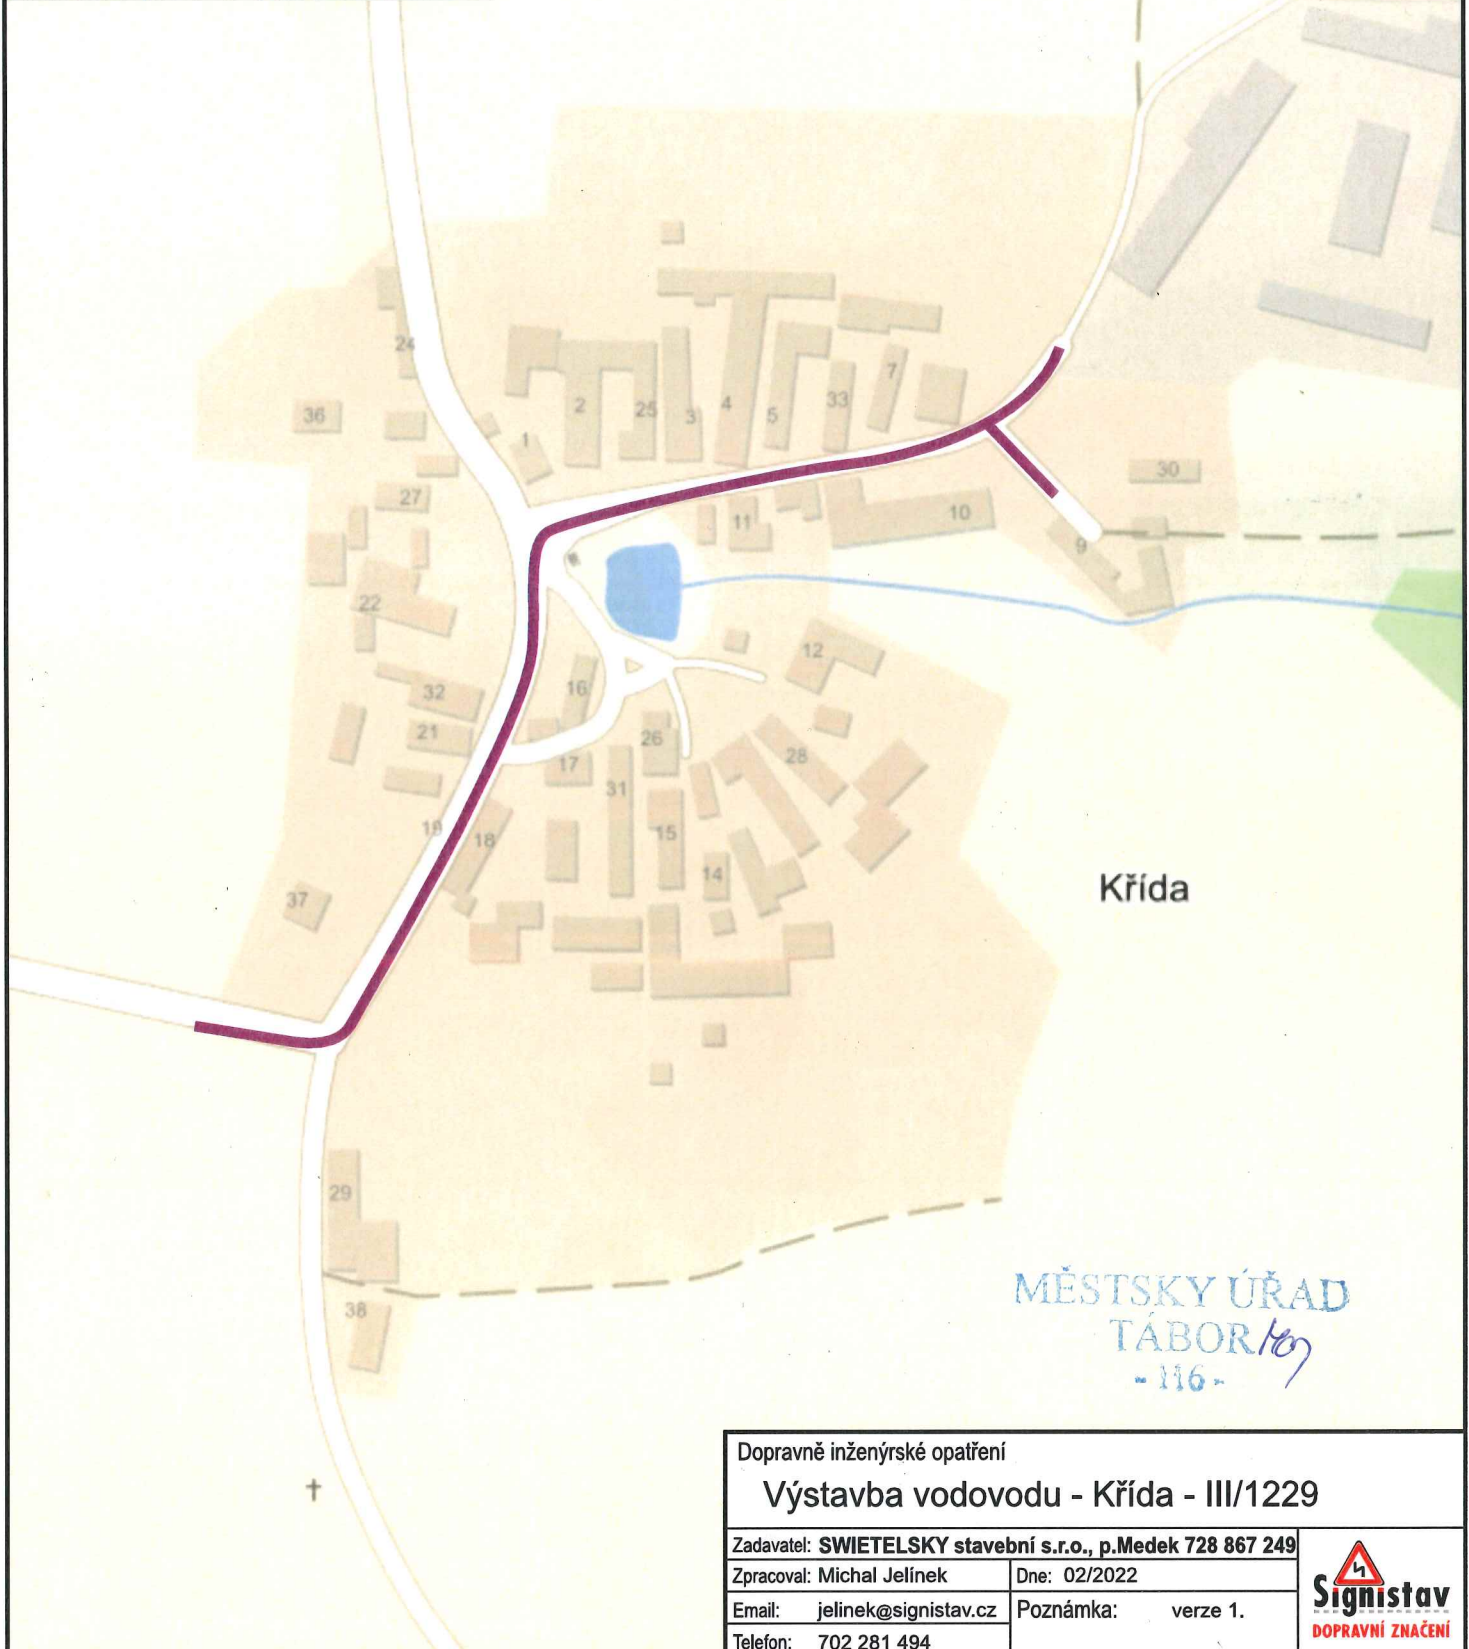 24
36
27
22
32
21
19
18
37
1
2
25
3
4
5
33
7
11
10
30
9
12
16
17
26
31
15
14
28
29
38
Křída
MĚSTSKÝ ÚŘAD
TÁBOR
- 116 -
Dopravně inženýrské opatření
Výstavba vodovodu - Křída - III/1229
Zadavatel: SWIETELSKY stavební s.r.o., p.Medek 728 867 249
Zpracoval: Michal Jelínek Dne: 02/2022
Email: jelinek@signistav.cz Poznámka: verze 1.
Telefon: 702 281 494
Signistav
DOPRAVNÍ ZNAČENÍ